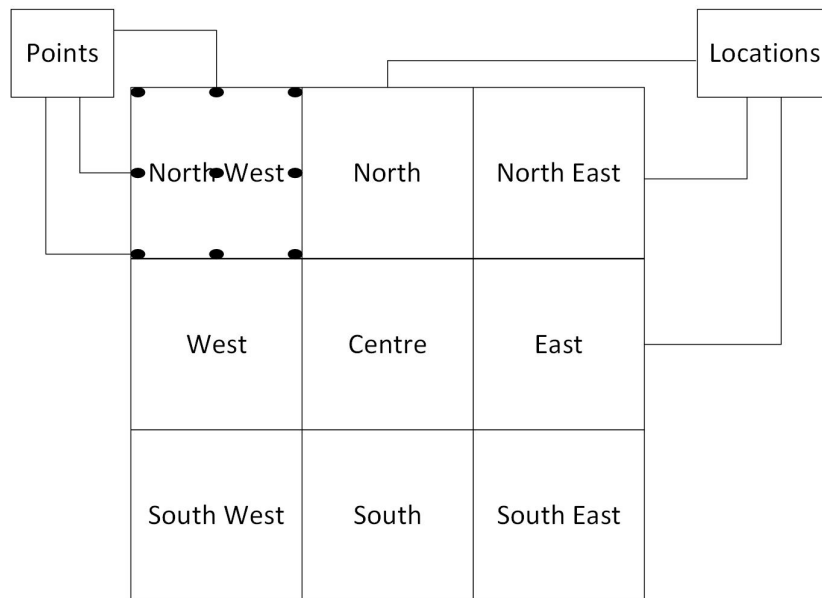 Points
Locations
North West
North
North East
West
Centre
East
South West
South
South East